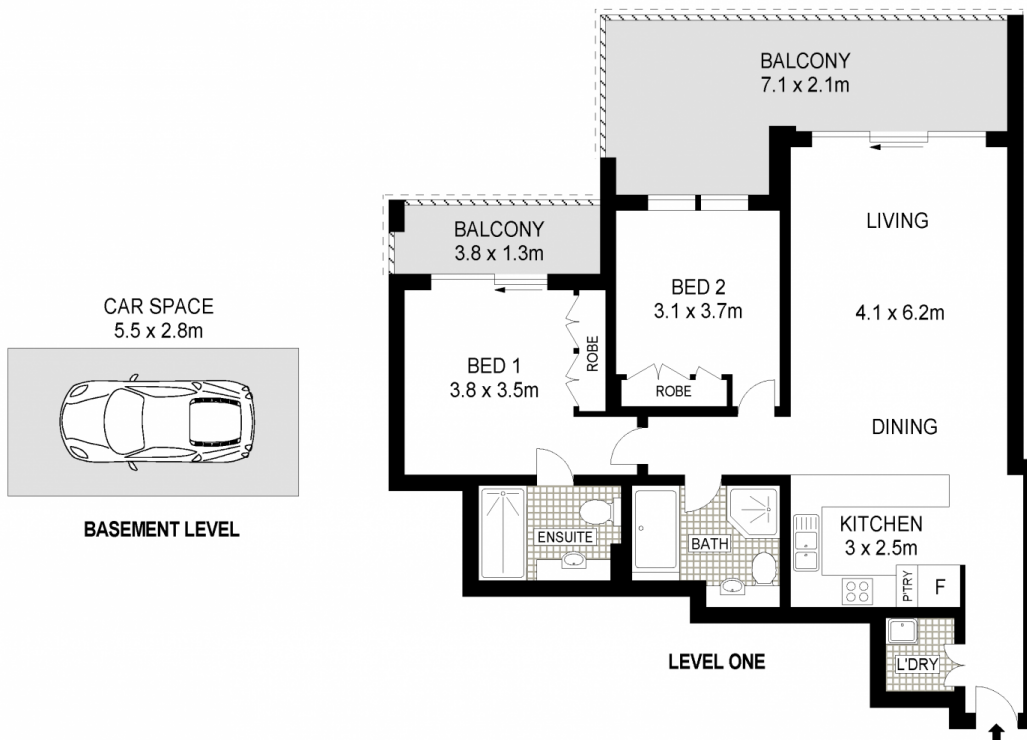 BALCONY
7.1 x 2.1m
LIVING
4.1 x 6.2m
BALCONY
3.8 x 1.3m
BED 2
3.1 x 3.7m
ROBE
CAR SPACE
5.5 x 2.8m
BED 1
3.8 x 3.5m
ROBE
DINING
BASEMENT LEVEL
ENSUITE
BATH
KITCHEN
3 x 2.5m
P'TRY
F
LEVEL ONE
L'DRY